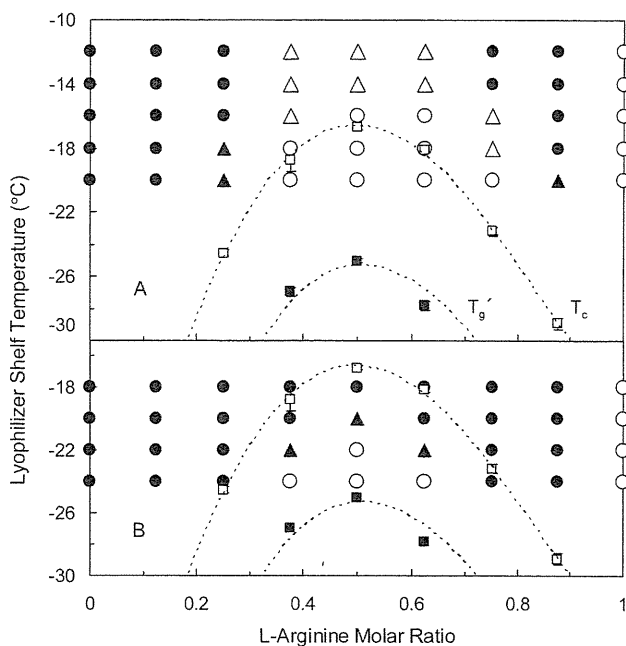 -10
-14
-18
-22
-26
-30
A
Tg′
Tc
-18
-22
-26
-30
B
0
0.2
0.4
0.6
0.8
1
Lyophilizer Shelf Temperature (°C)
L-Arginine Molar Ratio